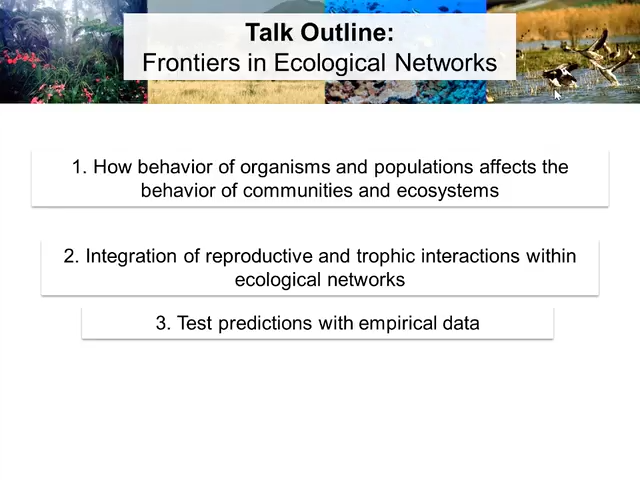 Talk Outline:
Frontiers in Ecological Networks
1. How behavior of organisms and populations affects the
behavior of communities and ecosystems
2. Integration of reproductive and trophic interactions within
ecological networks
3. Test predictions with empirical data